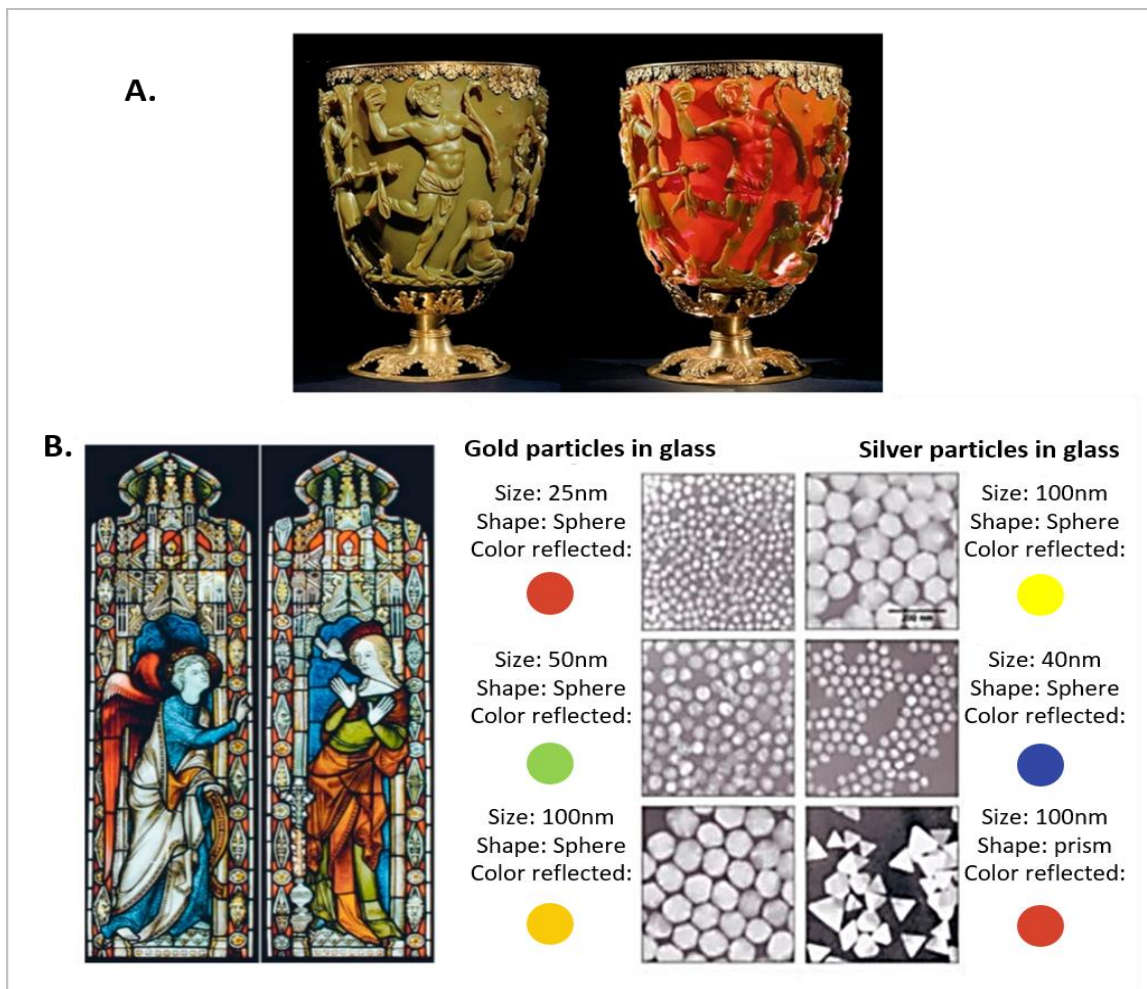 A.
B.
Gold particles in glass
Silver particles in glass
Size: 25nm
Shape: Sphere
Color reflected:
Size: 100nm
Shape: Sphere
Color reflected:
Size: 50nm
Shape: Sphere
Color reflected:
Size: 40nm
Shape: Sphere
Color reflected:
Size: 100nm
Shape: Sphere
Color reflected:
Size: 100nm
Shape: prism
Color reflected: